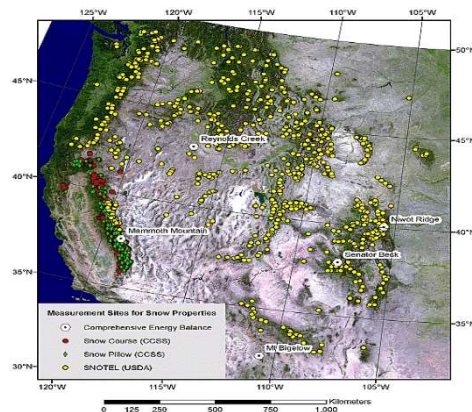 125°W 120°W 115°W 110°W 105°W
50°N
45°N
45°N
Reynolds Creek
40°N
40°N
Niwot Ridge
Mammoth Mountain
Senator Beck
35°N
35°N
Measurement Sites for Snow Properties
Comprehensive Energy Balance
Snow Course (CCSS)
Snow Pillow (CCSS)
SNOTEL (USDA)
Mt Bigelow
30°N
30°N
120°W 115°W 110°W 105°W
Kilometers
0 125 250 500 750 1,000